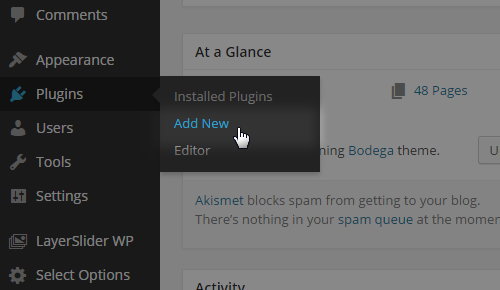 Comments
Appearance
Plugins
Users
Tools
Settings
LayerSlider WP
Select Options
Installed Plugins
Add New
Editor
At a Glance
48 Pages
ning Bodega theme.
U
Akismet blocks spam from getting to your blog.
There's nothing in your spam queue at the momen
Activity